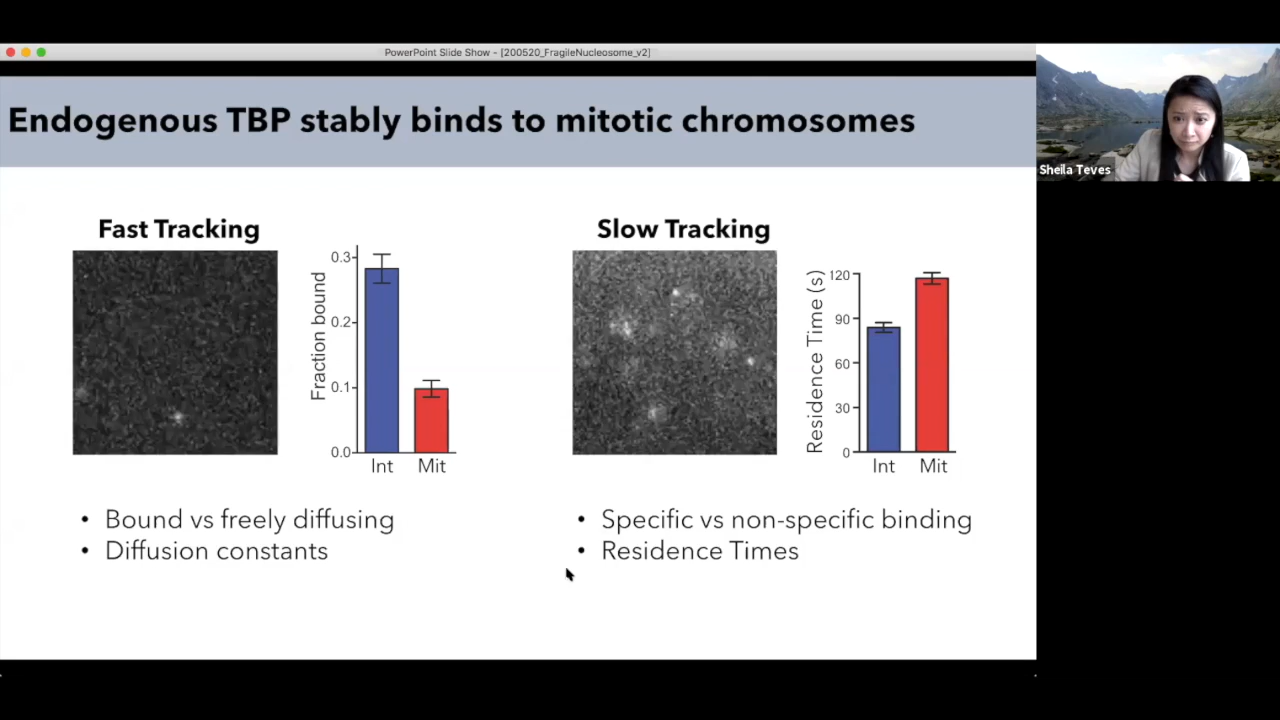 PowerPoint Slide Show - [200520_FragileNucleosome_v2]
Endogenous TBP stably binds to mitotic chromosomes
Sheila Teves
Fast Tracking
Fraction bound
0.3
0.2
0.1
0.0
Int Mit
• Bound vs freely diffusing
• Diffusion constants
Slow Tracking
Residence Time (s)
120
90
60
30
0
Int Mit
• Specific vs non-specific binding
• Residence Times